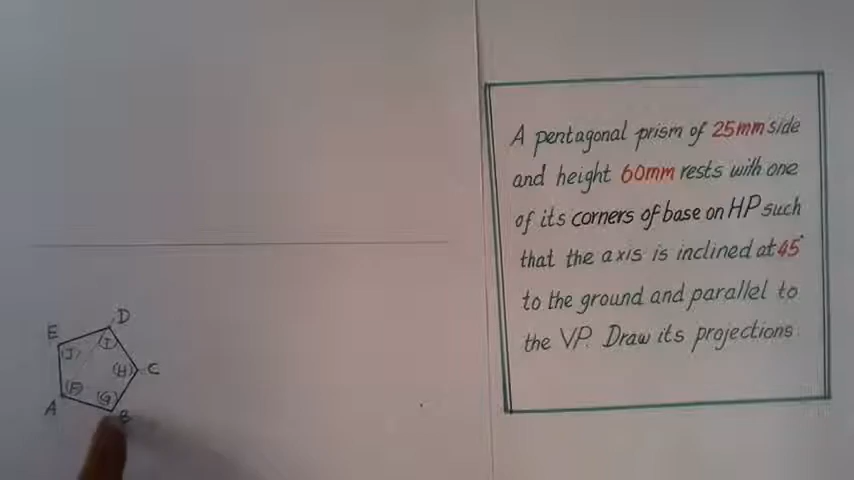 A pentagonal prism of 25mm side
and height 60mm rests with one
of its corners of base on HP such
that the axis is inclined at 45°
to the ground and parallel to
the VP. Draw its projections
D
E
(I)
(J)
(H) C
(F)
(G)
A
B